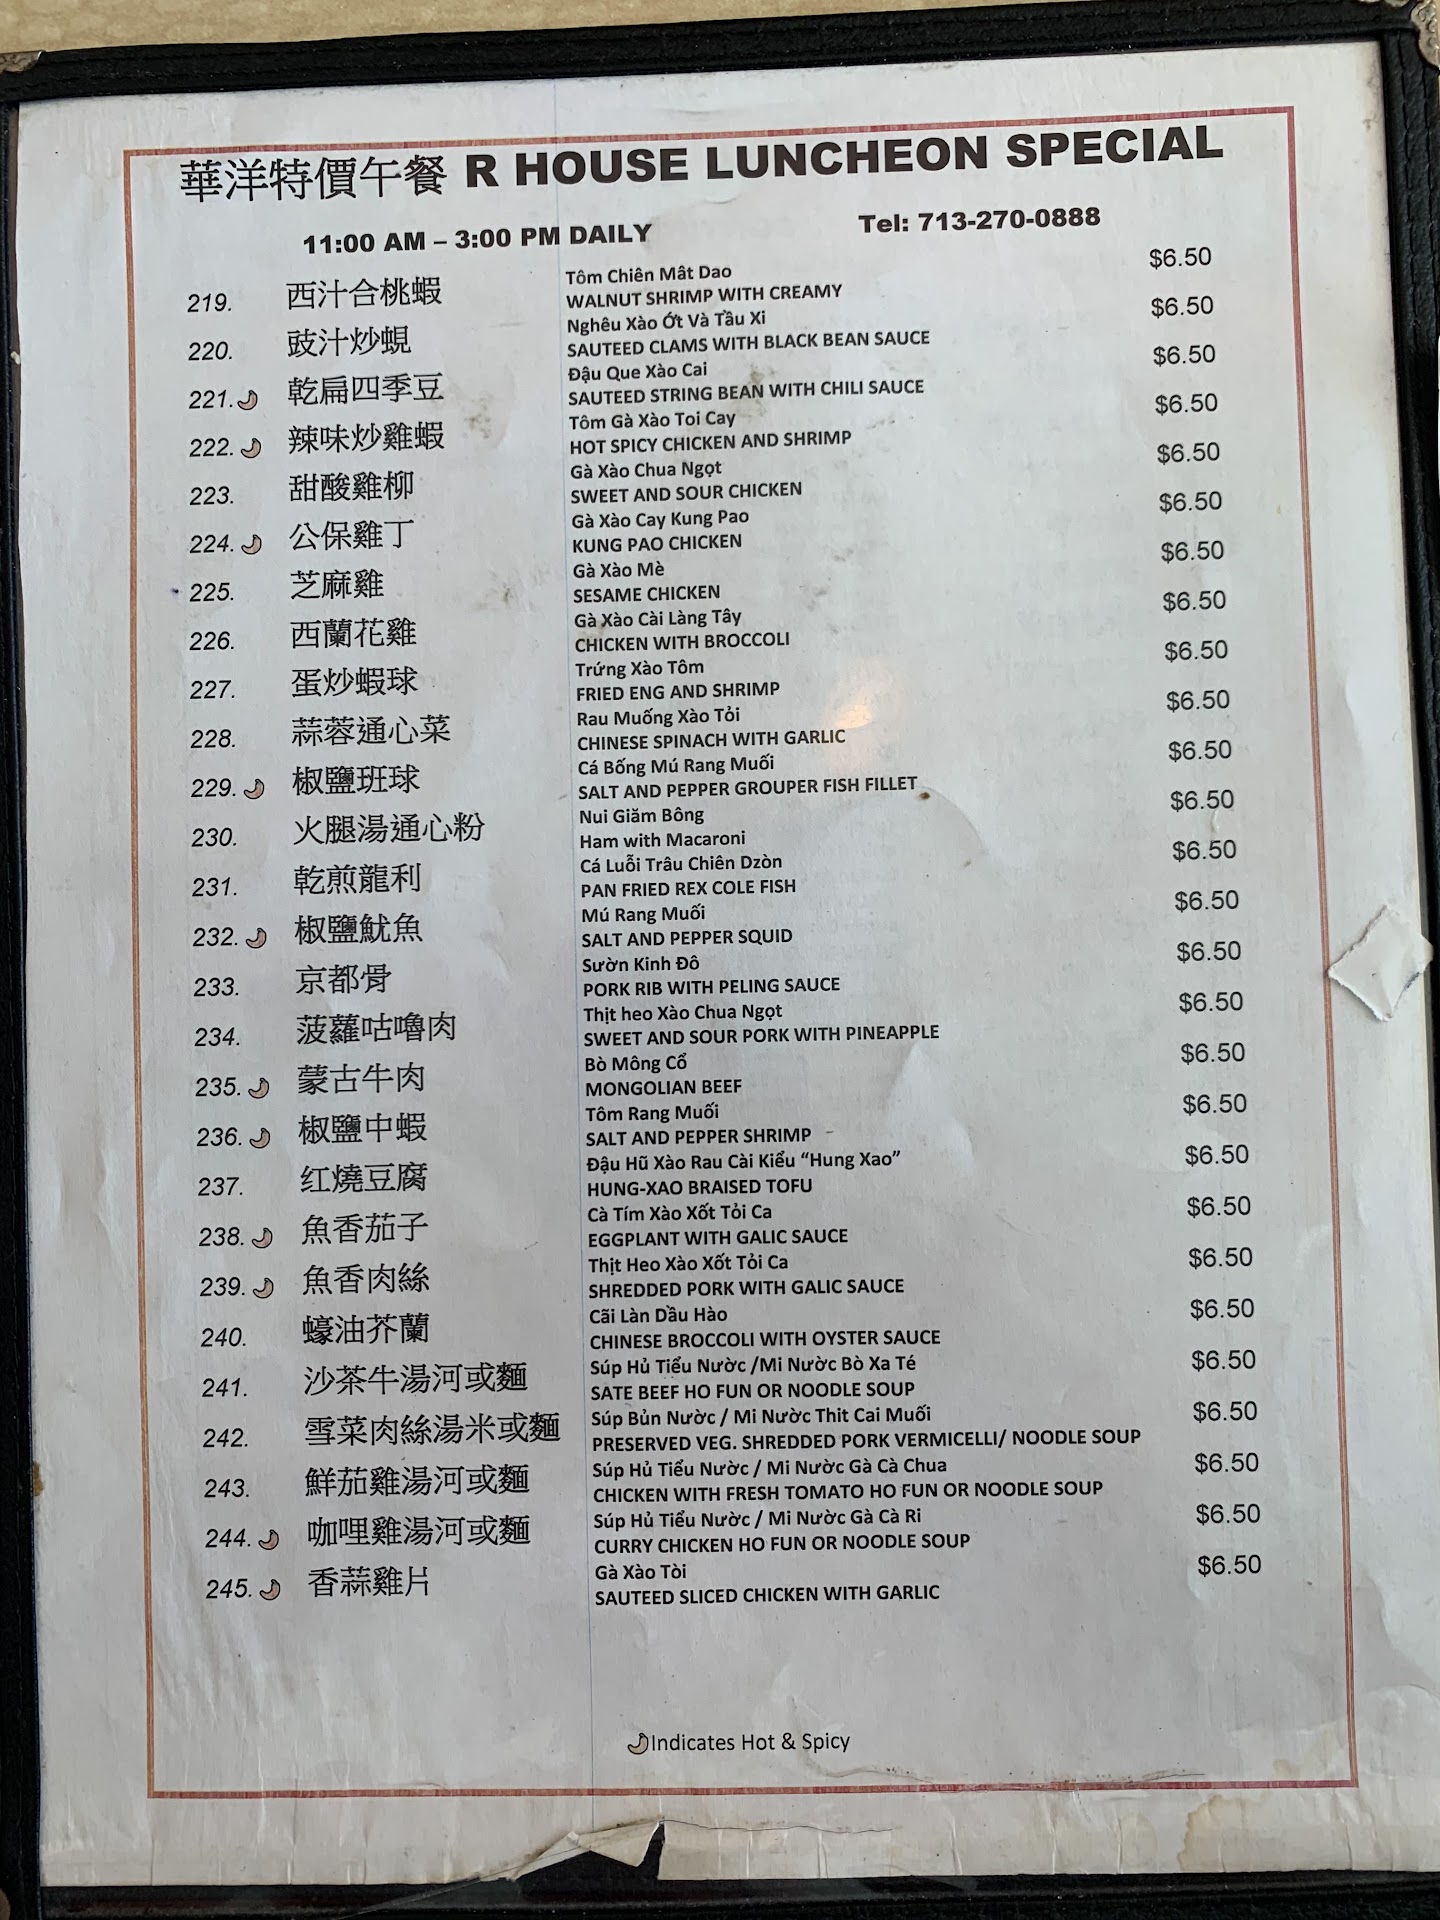 華洋特價午餐 R HOUSE LUNCHEON SPECIAL
11:00 AM – 3:00 PM DAILY Tel: 713-270-0888
219. 西汁合桃蝦 Tôm Chiên Mât Dao $6.50
WALNUT SHRIMP WITH CREAMY
220. 豉汁炒蜆 Nghêu Xào Ớt Và Tầu Xi $6.50
SAUTEED CLAMS WITH BLACK BEAN SAUCE
221. 乾扁四季豆 Đậu Que Xào Cai $6.50
SAUTEED STRING BEAN WITH CHILI SAUCE
222. 辣味炒雞蝦 Tôm Gà Xào Toi Cay $6.50
HOT SPICY CHICKEN AND SHRIMP
223. 甜酸雞柳 Gà Xào Chua Ngọt $6.50
SWEET AND SOUR CHICKEN
224. 公保雞丁 Gà Xào Cay Kung Pao $6.50
KUNG PAO CHICKEN
225. 芝麻雞 Gà Xào Mè $6.50
SESAME CHICKEN
226. 西蘭花雞 Gà Xào Cài Làng Tây $6.50
CHICKEN WITH BROCCOLI
227. 蛋炒蝦球 Trứng Xào Tôm $6.50
FRIED ENG AND SHRIMP
228. 蒜蓉通心菜 Rau Muống Xào Tỏi $6.50
CHINESE SPINACH WITH GARLIC
229. 椒鹽班球 Cá Bống Mú Rang Muối $6.50
SALT AND PEPPER GROUPER FISH FILLET
230. 火腿湯通心粉 Nui Giăm Bông $6.50
Ham with Macaroni
231. 乾煎龍利 Cá Luỗi Trâu Chiên Dzòn $6.50
PAN FRIED REX COLE FISH
232. 椒鹽魷魚 Mú Rang Muối $6.50
SALT AND PEPPER SQUID
233. 京都骨 Sườn Kinh Đô $6.50
PORK RIB WITH PELING SAUCE
234. 菠蘿咕嚕肉 Thịt heo Xào Chua Ngọt $6.50
SWEET AND SOUR PORK WITH PINEAPPLE
235. 蒙古牛肉 Bò Mông Cổ $6.50
MONGOLIAN BEEF
236. 椒鹽中蝦 Tôm Rang Muối $6.50
SALT AND PEPPER SHRIMP
237. 红燒豆腐 Đậu Hũ Xào Rau Cài Kiểu “Hung Xao” $6.50
HUNG-XAO BRAISED TOFU
238. 魚香茄子 Cà Tím Xào Xốt Tỏi Ca $6.50
EGGPLANT WITH GALIC SAUCE
239. 魚香肉絲 Thịt Heo Xào Xốt Tỏi Ca $6.50
SHREDDED PORK WITH GALIC SAUCE
240. 蠔油芥蘭 Cãi Làn Dầu Hào $6.50
CHINESE BROCCOLI WITH OYSTER SAUCE
241. 沙茶牛湯河或麵 Súp Hủ Tiểu Nước /Mi Nước Bò Xa Té $6.50
SATE BEEF HO FUN OR NOODLE SOUP
242. 雪菜肉絲湯米或麵 Súp Bủn Nước / Mi Nước Thit Cai Muối $6.50
PRESERVED VEG. SHREDDED PORK VERMICELLI/ NOODLE SOUP
243. 鮮茄雞湯河或麵 Súp Hủ Tiểu Nước / Mi Nước Gà Cà Chua $6.50
CHICKEN WITH FRESH TOMATO HO FUN OR NOODLE SOUP
244. 咖哩雞湯河或麵 Súp Hủ Tiểu Nước / Mi Nước Gà Cà Ri $6.50
CURRY CHICKEN HO FUN OR NOODLE SOUP
245. 香蒜雞片 Gà Xào Tòi $6.50
SAUTEED SLICED CHICKEN WITH GARLIC
Indicates Hot & Spicy